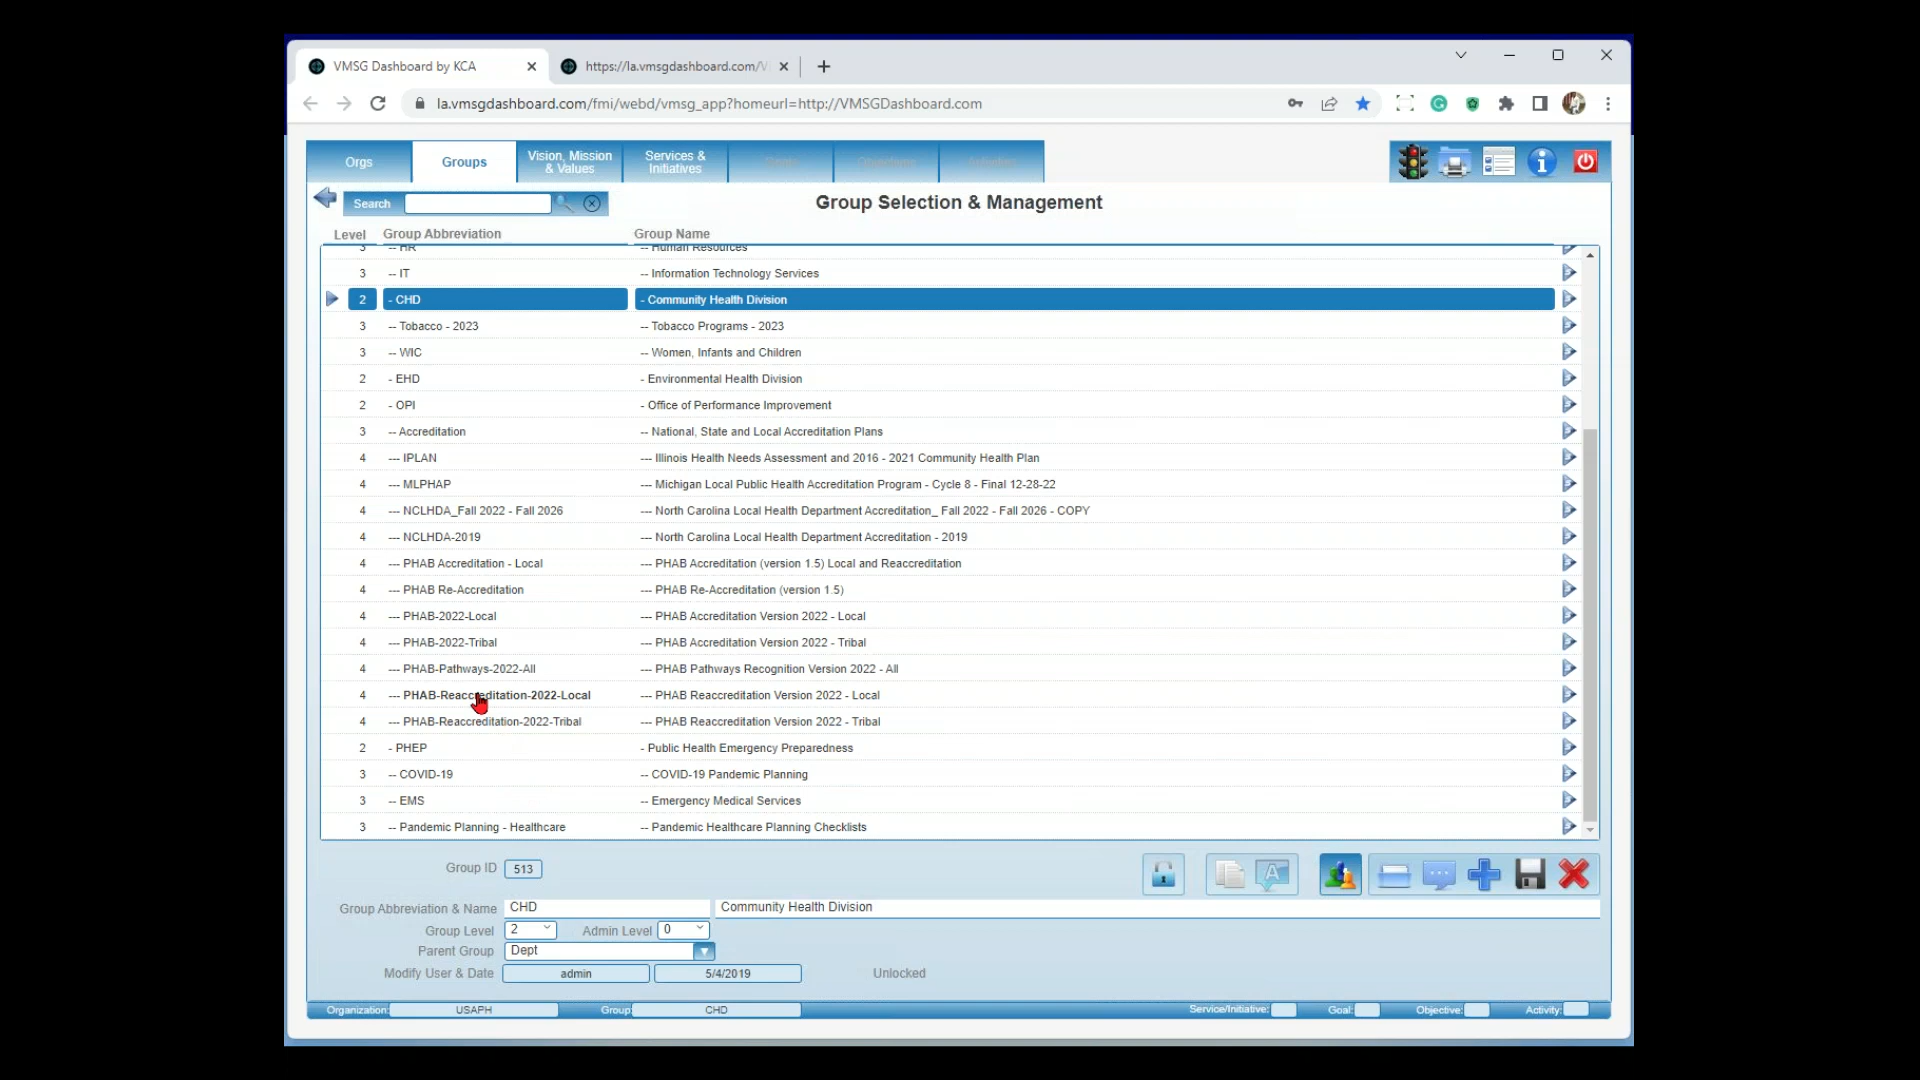 VMSG Dashboard by KCA
https://la.vmsgdashboard.com/V
la.vmsgdashboard.com/fmi/webd/vmsg_app?homeurl=http://VMSGDashboard.com
Orgs Groups Vision, Mission & Values Services & Initiatives
Search
Group Selection & Management
Level Group Abbreviation Group Name
3 -- HR -- Human Resources
3 -- IT -- Information Technology Services
2 - CHD - Community Health Division
3 -- Tobacco - 2023 -- Tobacco Programs - 2023
3 -- WIC -- Women, Infants and Children
2 - EHD - Environmental Health Division
2 - OPI - Office of Performance Improvement
3 -- Accreditation -- National, State and Local Accreditation Plans
4 --- IPLAN --- Illinois Health Needs Assessment and 2016 - 2021 Community Health Plan
4 --- MLPHAP --- Michigan Local Public Health Accreditation Program - Cycle 8 - Final 12-28-22
4 --- NCLHDA_Fall 2022 - Fall 2026 --- North Carolina Local Health Department Accreditation_ Fall 2022 - Fall 2026 - COPY
4 --- NCLHDA-2019 --- North Carolina Local Health Department Accreditation - 2019
4 --- PHAB Accreditation - Local --- PHAB Accreditation (version 1.5) Local and Reaccreditation
4 --- PHAB Re-Accreditation --- PHAB Re-Accreditation (version 1.5)
4 --- PHAB-2022-Local --- PHAB Accreditation Version 2022 - Local
4 --- PHAB-2022-Tribal --- PHAB Accreditation Version 2022 - Tribal
4 --- PHAB-Pathways-2022-All --- PHAB Pathways Recognition Version 2022 - All
4 --- PHAB-Reaccreditation-2022-Local --- PHAB Reaccreditation Version 2022 - Local
4 --- PHAB-Reaccreditation-2022-Tribal --- PHAB Reaccreditation Version 2022 - Tribal
2 - PHEP - Public Health Emergency Preparedness
3 -- COVID-19 -- COVID-19 Pandemic Planning
3 -- EMS -- Emergency Medical Services
3 -- Pandemic Planning - Healthcare -- Pandemic Healthcare Planning Checklists
Group ID 513
Group Abbreviation & Name CHD Community Health Division
Group Level 2 Admin Level 0
Parent Group Dept
Modify User & Date admin 5/4/2019 Unlocked
Organization: USAPH Group: CHD Service/Initiative: Goal: Objective: Activity: